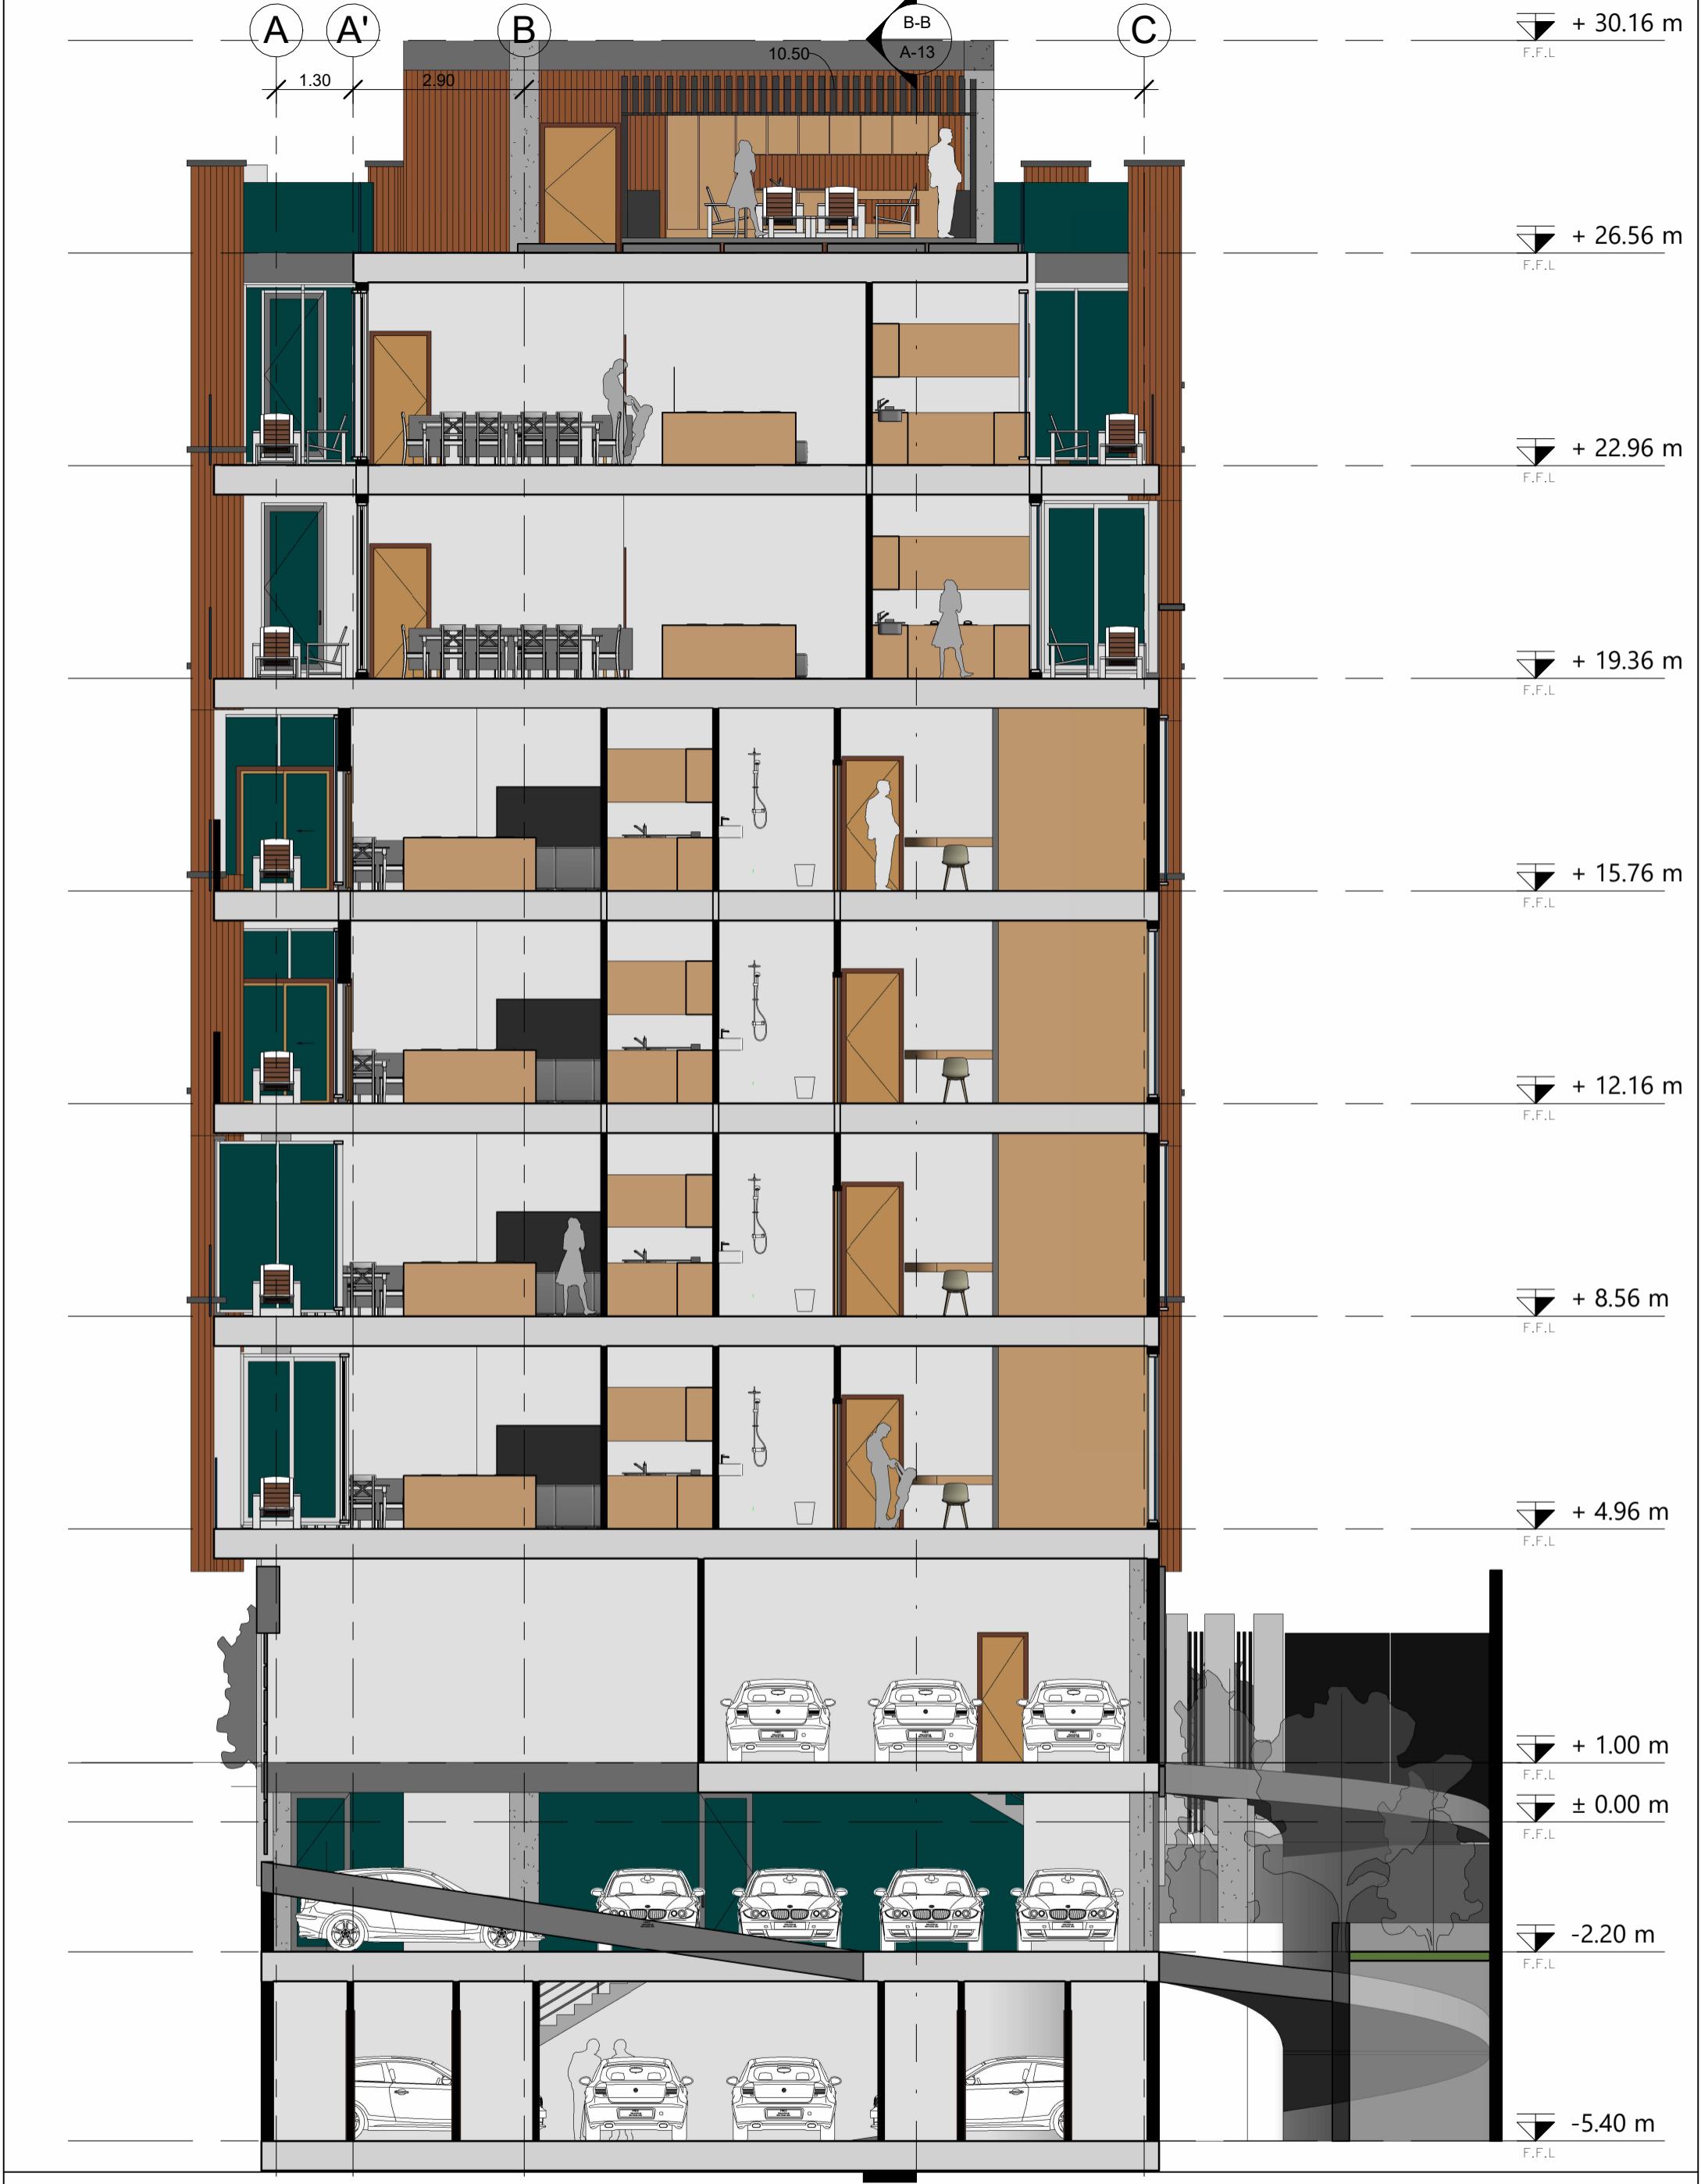 A A' B B-B A-13 C
1.30 2.90 10.50
+ 30.16 m
F.F.L
+ 26.56 m
F.F.L
+ 22.96 m
F.F.L
+ 19.36 m
F.F.L
+ 15.76 m
F.F.L
+ 12.16 m
F.F.L
+ 8.56 m
F.F.L
+ 4.96 m
F.F.L
+ 1.00 m
F.F.L
± 0.00 m
F.F.L
-2.20 m
F.F.L
-5.40 m
F.F.L